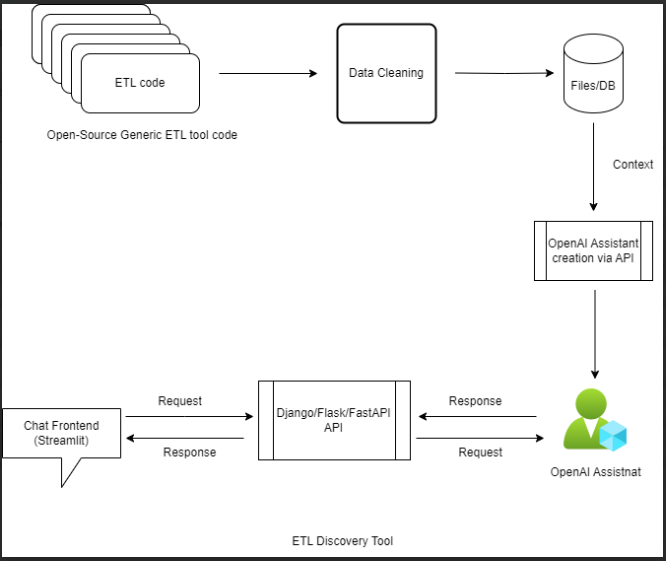 ETL code
Data Cleaning
Files/DB
Open-Source Generic ETL tool code
Context
OpenAI Assistant
creation via API
Request
Response
Chat Frontend
(Streamlit)
Django/Flask/FastAPI
API
Response
Request
OpenAI Assistnat
ETL Discovery Tool